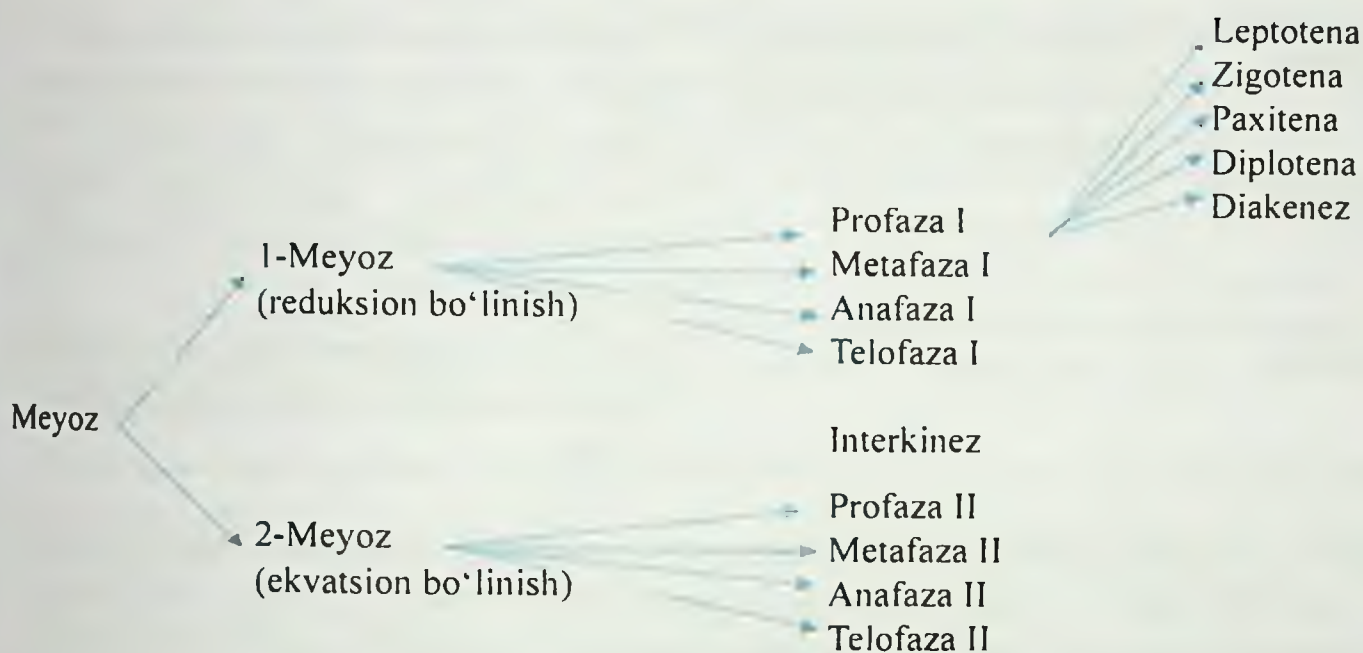 Leptotena
Zigotena
Paxitena
Diplotena
Diakenez
Profaza I
Metafaza I
Anafaza I
Telofaza I
1-Meyoz
(reduksion bo‘linish)
Meyoz
Interkinez
2-Meyoz
(ekvatsion bo‘linish)
Profaza II
Metafaza II
Anafaza II
Telofaza II